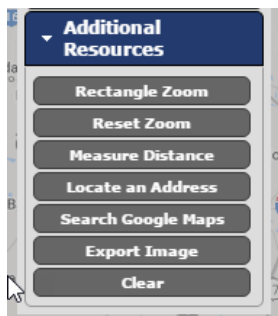 Additional
Resources
Rectangle Zoom
Reset Zoom
Measure Distance
Locate an Address
Search Google Maps
Export Image
Clear